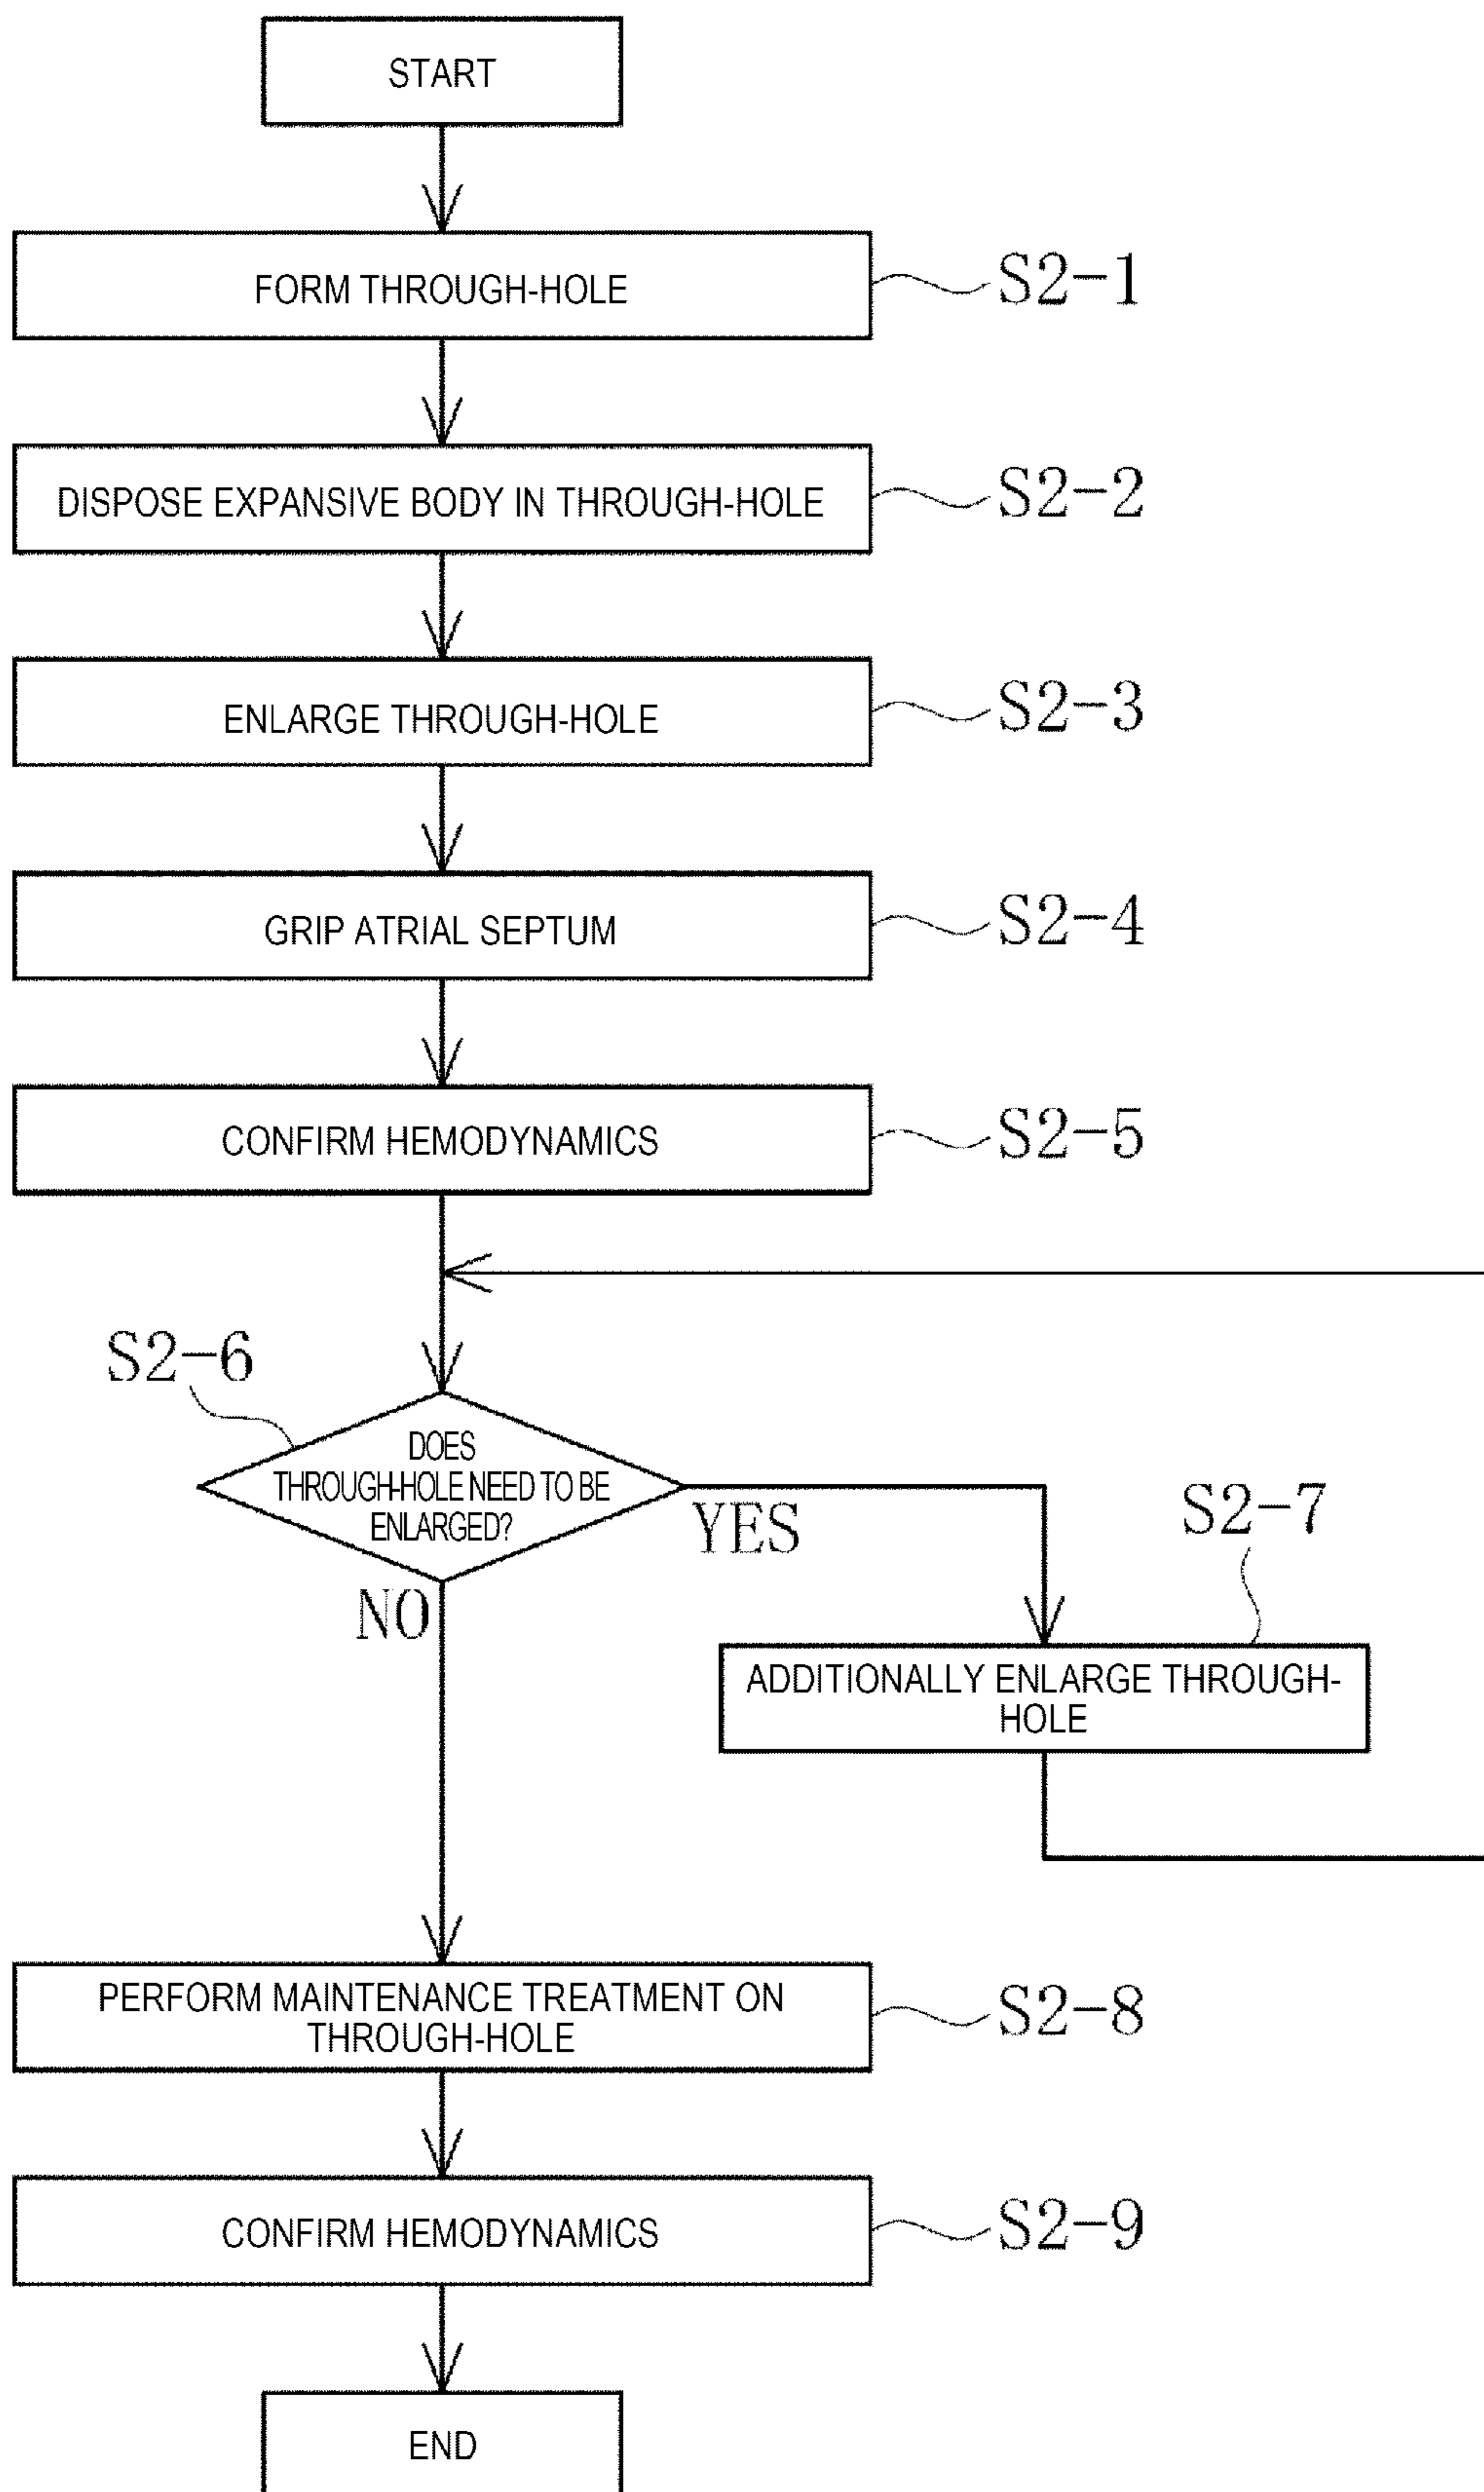 START
FORM THROUGH-HOLE
S2-1
DISPOSE EXPANSIVE BODY IN THROUGH-HOLE
S2-2
ENLARGE THROUGH-HOLE
S2-3
GRIP ATRIAL SEPTUM
S2-4
CONFIRM HEMODYNAMICS
S2-5
S2-6
DOES
THROUGH-HOLE NEED TO BE
ENLARGED?
YES
NO
S2-7
ADDITIONALLY ENLARGE THROUGH-
HOLE
PERFORM MAINTENANCE TREATMENT ON
THROUGH-HOLE
S2-8
CONFIRM HEMODYNAMICS
S2-9
END